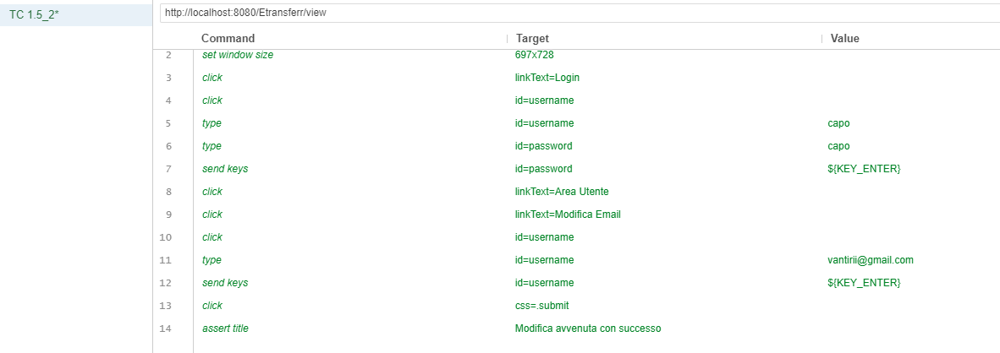 TC 1.5_2*
http://localhost:8080/Etransferr/view
Command Target Value
2 set window size 697x728
3 click linkText=Login
4 click id=username
5 type id=username capo
6 type id=password capo
7 send keys id=password ${KEY_ENTER}
8 click linkText=Area Utente
9 click linkText=Modifica Email
10 click id=username
11 type id=username vantirii@gmail.com
12 send keys id=username ${KEY_ENTER}
13 click css=.submit
14 assert title Modifica avvenuta con successo